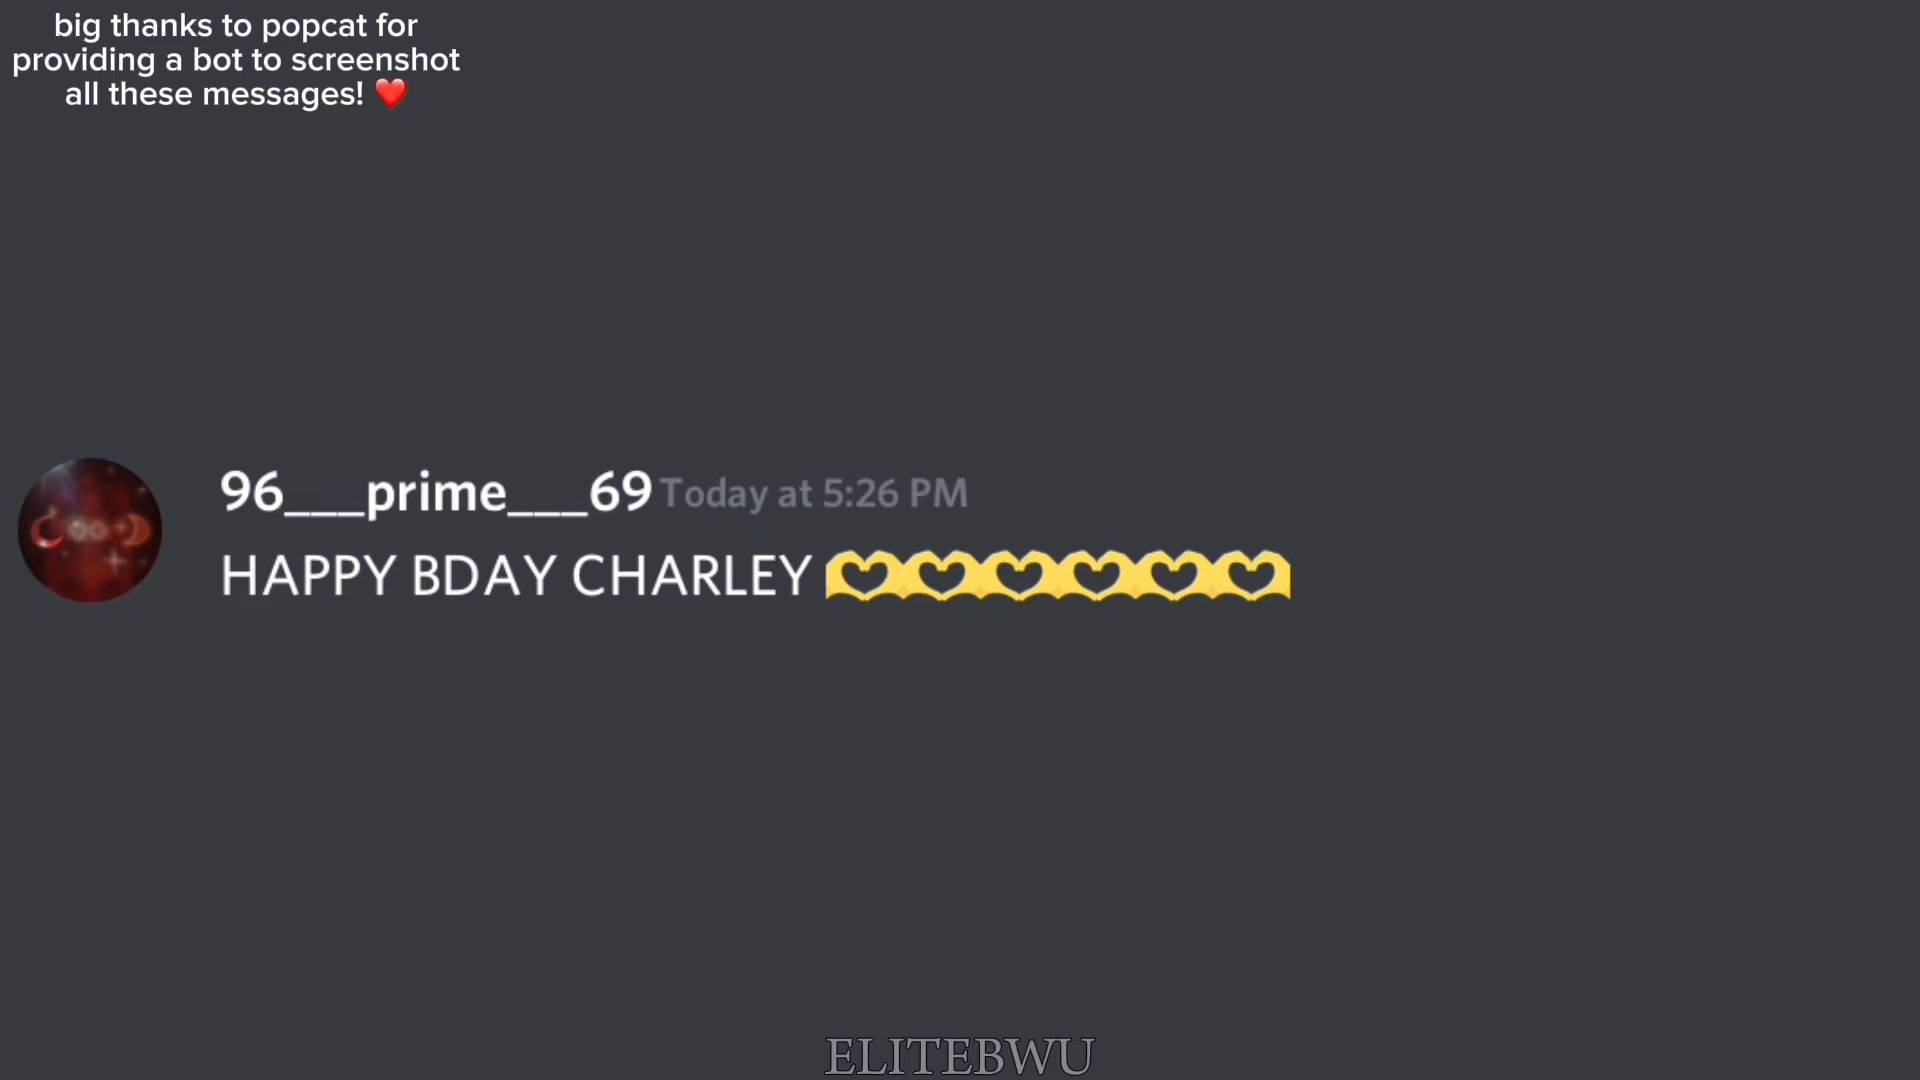 big thanks to popcat for
providing a bot to screenshot
all these messages! ❤️
96___prime___69 Today at 5:26 PM
HAPPY BDAY CHARLEY 🫶🫶🫶🫶🫶🫶
ELITEBWU